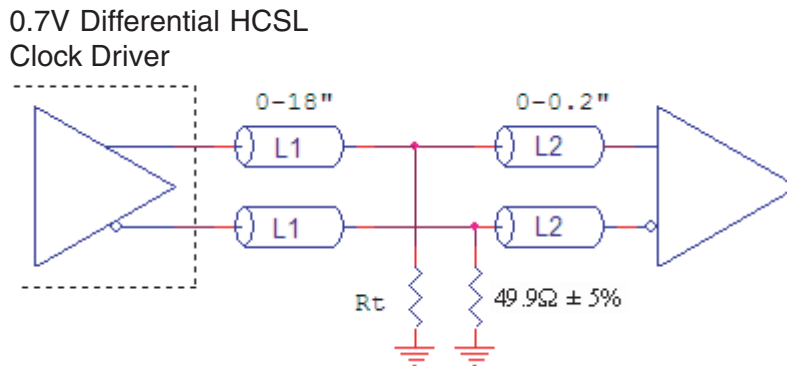 0.7V Differential HCSL
Clock Driver
0-18"
0-0.2"
L1
L2
L1
L2
Rt
49.9Ω ± 5%